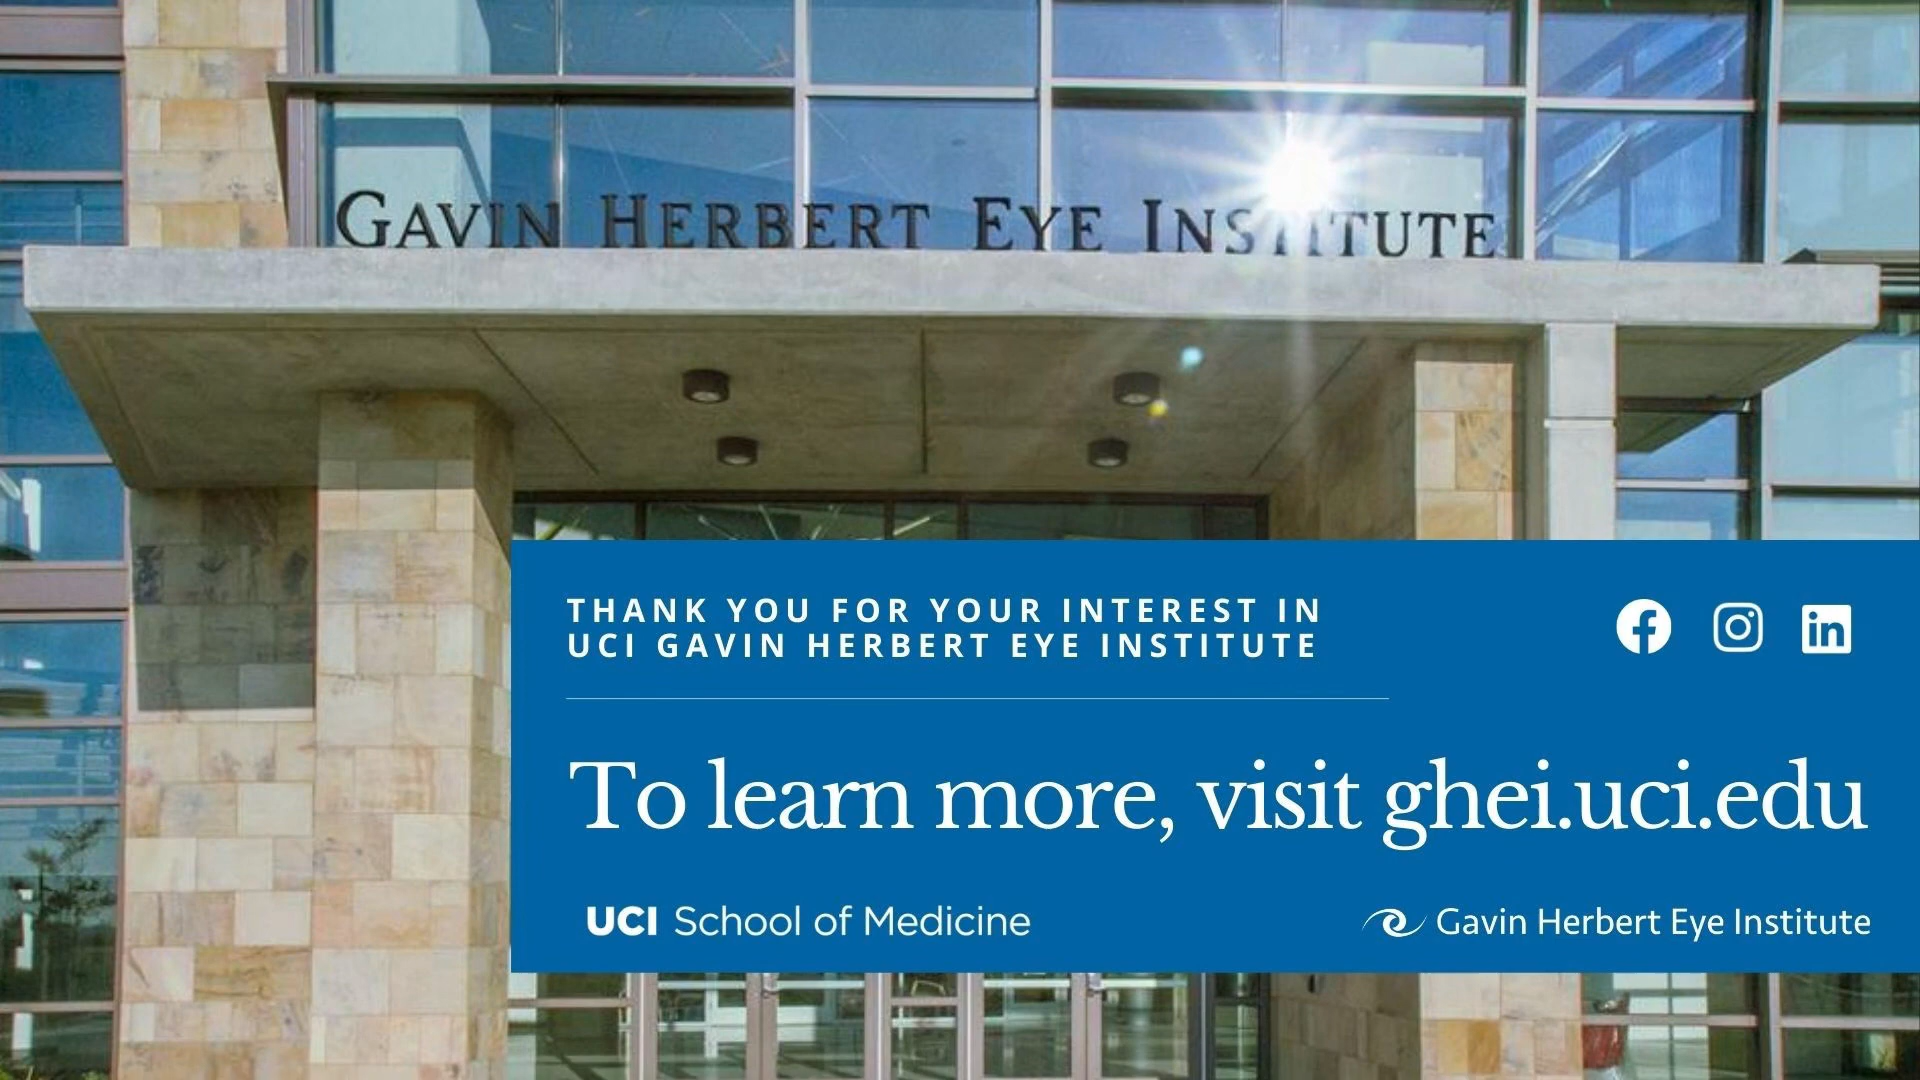 GAVIN HERBERT EYE INSTITUTE
THANK YOU FOR YOUR INTEREST IN
UCI GAVIN HERBERT EYE INSTITUTE
To learn more, visit ghei.uci.edu
UCI School of Medicine
Gavin Herbert Eye Institute